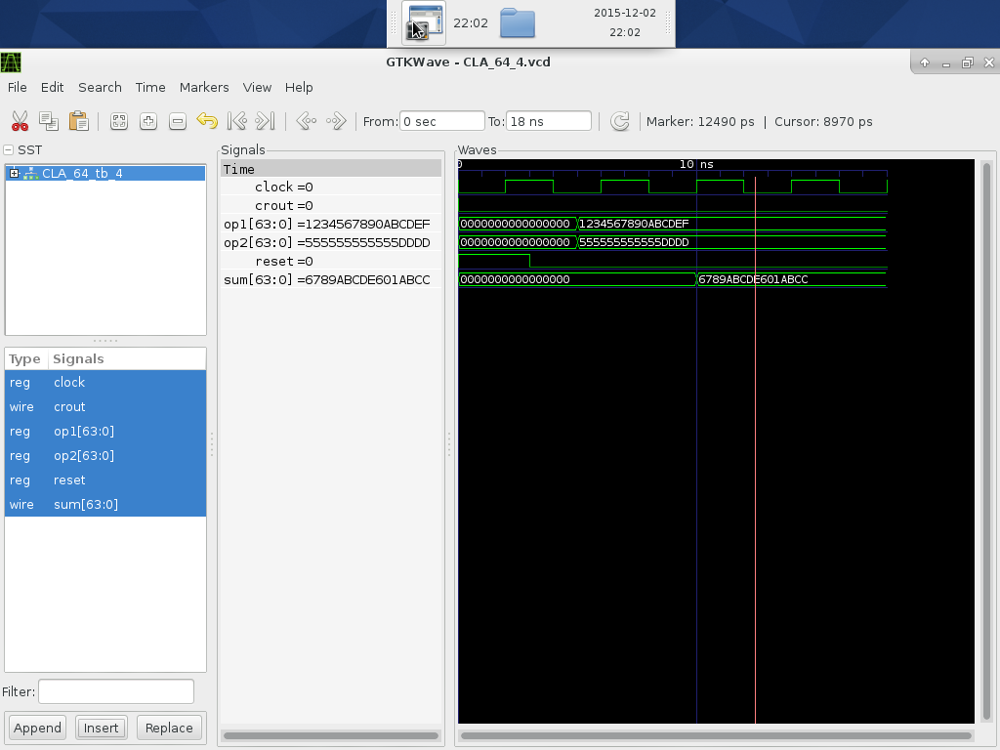 22:02
2015-12-02
22:02
GTKWave - CLA_64_4.vcd
File Edit Search Time Markers View Help
From: 0 sec To: 18 ns Marker: 12490 ps | Cursor: 8970 ps
SST
CLA_64_tb_4
Type Signals
reg clock
wire crout
reg op1[63:0]
reg op2[63:0]
reg reset
wire sum[63:0]
Filter:
Append Insert Replace
Signals
Time
clock =0
crout =0
op1[63:0] =1234567890ABCDEF
op2[63:0] =555555555555DDDD
reset =0
sum[63:0] =6789ABCDE601ABCC
Waves
0 10 ns
0000000000000000 1234567890ABCDEF
0000000000000000 555555555555DDDD
0000000000000000 6789ABCDE601ABCC